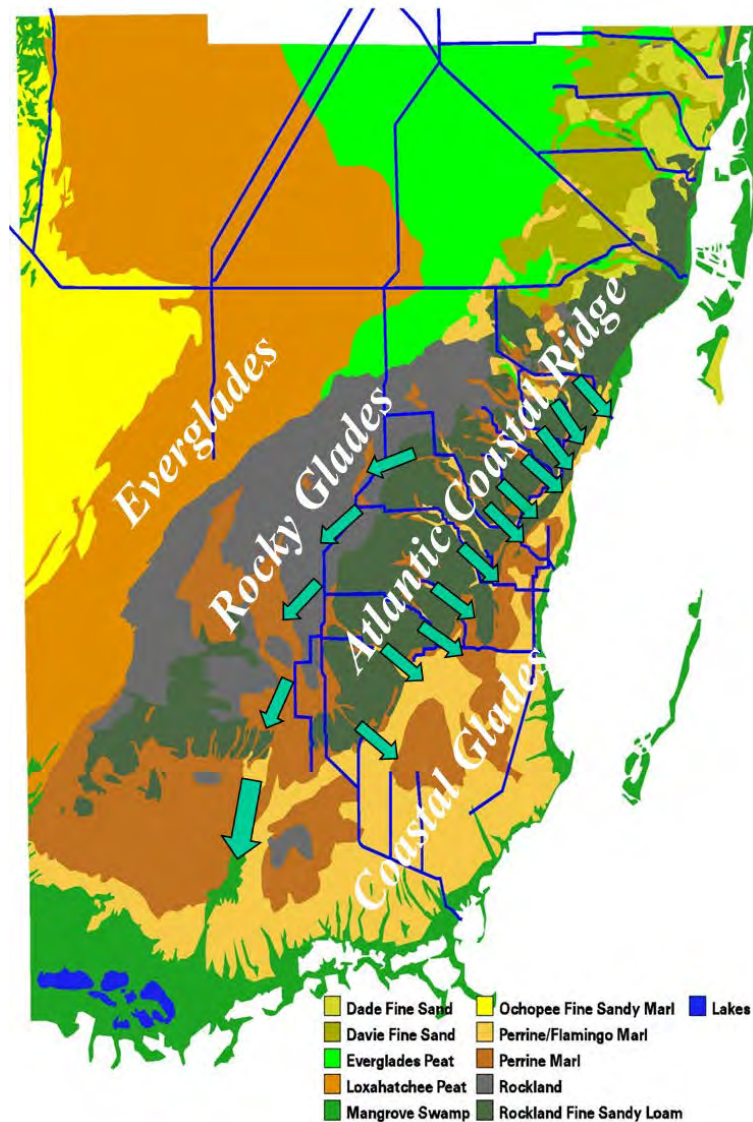 Everglades
Rocky Glades
Atlantic Coastal Ridge
Coastal Glades
Dade Fine Sand
Davie Fine Sand
Everglades Peat
Loxahatchee Peat
Mangrove Swamp
Ochopee Fine Sandy Marl
Perrine/Flamingo Marl
Perrine Marl
Rockland
Rockland Fine Sandy Loam
Lakes